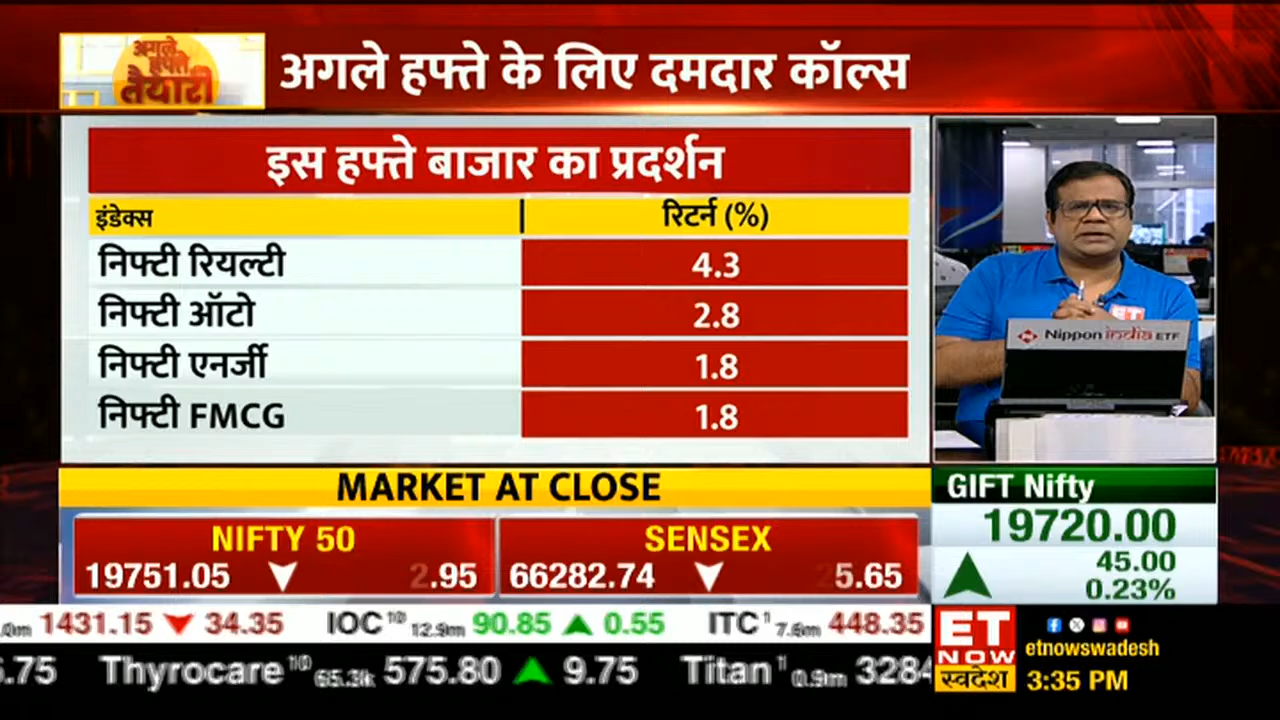 अगले हफ्ते तैयारी
अगले हफ्ते के लिए दमदार कॉल्स
इस हफ्ते बाजार का प्रदर्शन
इंडेक्स रिटर्न (%)
निफ्टी रियल्टी 4.3
निफ्टी ऑटो 2.8
निफ्टी एनर्जी 1.8
निफ्टी FMCG 1.8
Nippon india ETF
ET
MARKET AT CLOSE
NIFTY 50
19751.05 2.95
SENSEX
66282.74 5.65
GIFT Nifty
19720.00
45.00
0.23%
1431.15 34.35 IOC 12.9m 90.85 0.55 ITC 7.6m 448.35
.75 Thyrocare 65.3k 575.80 9.75 Titan 0.9m 3284
ET
NOW
स्वदेश
etnowswadesh
3:35 PM